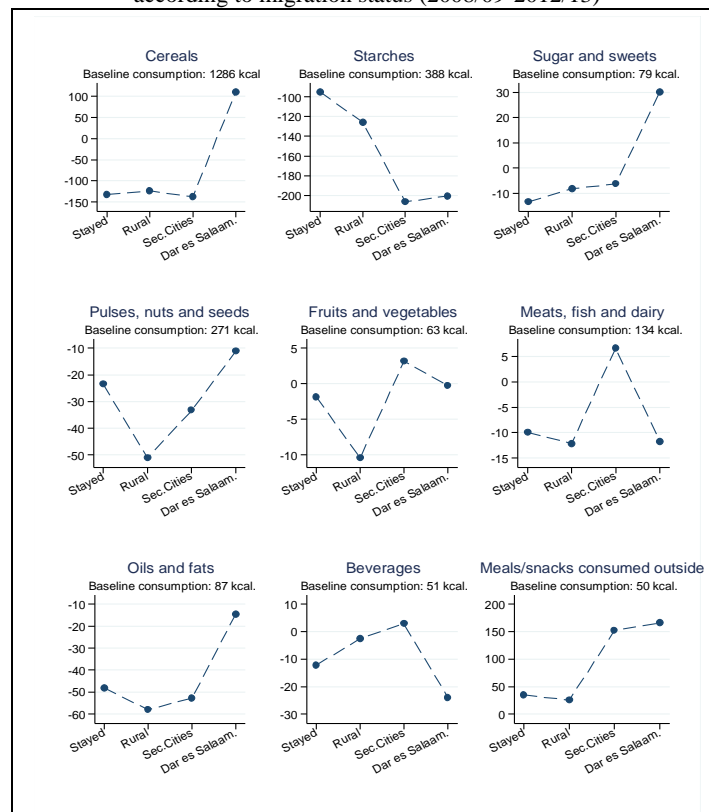 according to migration status (2008/09-2012/13)
Cereals
Baseline consumption: 1286 kcal
100
50
0
-50
-100
-150
Stayed
Rural
Sec.Cities
Dar es Salaam.
Starches
Baseline consumption: 388 kcal.
-100
-120
-140
-160
-180
-200
Stayed
Rural
Sec.Cities
Dar es Salaam.
Sugar and sweets
Baseline consumption: 79 kcal.
30
20
10
0
-10
Stayed
Rural
Sec.Cities
Dar es Salaam.
Pulses, nuts and seeds
Baseline consumption: 271 kcal.
-10
-20
-30
-40
-50
Stayed
Rural
Sec.Cities
Dar es Salaam.
Fruits and vegetables
Baseline consumption: 63 kcal.
5
0
-5
-10
Stayed
Rural
Sec.Cities
Dar es Salaam.
Meats, fish and dairy
Baseline consumption: 134 kcal.
5
0
-5
-10
-15
Stayed
Rural
Sec.Cities
Dar es Salaam.
Oils and fats
Baseline consumption: 87 kcal.
-10
-20
-30
-40
-50
-60
Stayed
Rural
Sec.Cities
Dar es Salaam.
Beverages
Baseline consumption: 51 kcal.
10
0
-10
-20
-30
Stayed
Rural
Sec.Cities
Dar es Salaam.
Meals/snacks consumed outside
Baseline consumption: 50 kcal.
200
150
100
50
0
Stayed
Rural
Sec.Cities
Dar es Salaam.